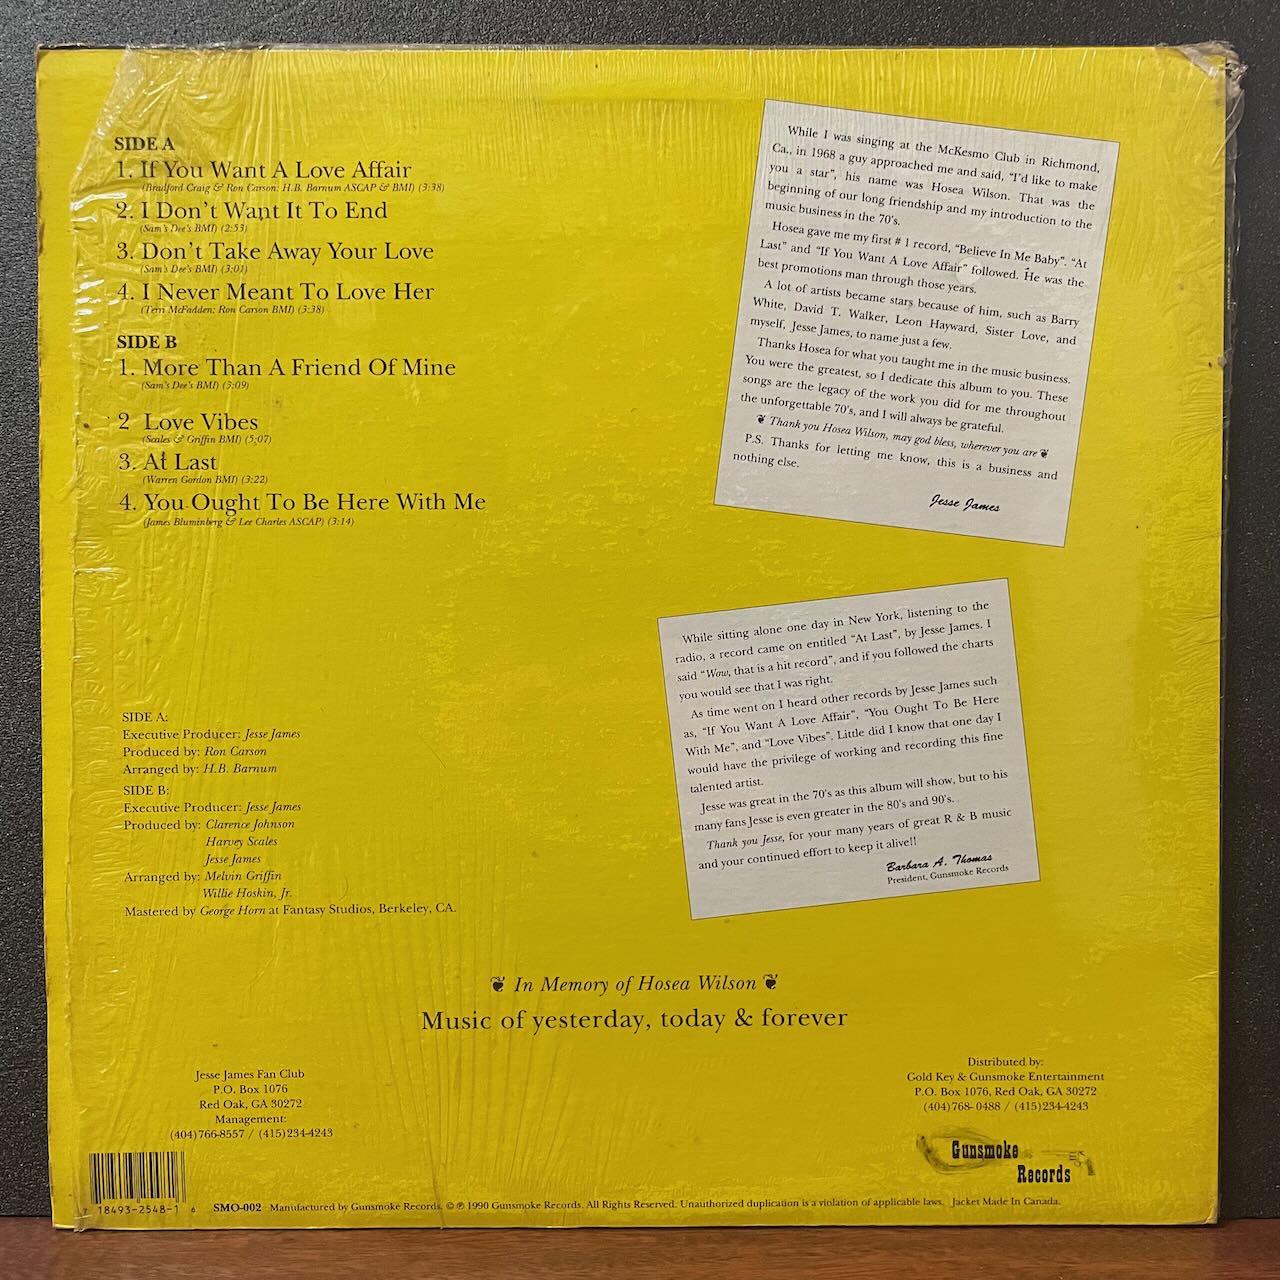 SIDE A
1. If You Want A Love Affair
(Bradford Craig & Ron Carson: H.B. Barnum ASCAP & BMI) (3:38)
2. I Don't Want It To End
(Sam's Dee's BMI) (2:53)
3. Don't Take Away Your Love
(Sam's Dee's BMI) (3:01)
4. I Never Meant To Love Her
(Terri McFadden: Ron Carson BMI) (3:38)
SIDE B
1. More Than A Friend Of Mine
(Sam's Dee's BMI) (3:09)
2 Love Vibes
(Scales & Griffin BMI) (5;07)
3. At Last
(Warren Gordon BMI) (3:22)
4. You Ought To Be Here With Me
(James Bluminberg & Lee Charles ASCAP) (3:14)
While I was singing at the McKesmo Club in Richmond,
Ca., in 1968 a guy approached me and said, "I'd like to make
you a star", his name was Hosea Wilson. That was the
beginning of our long friendship and my introduction to the
music business in the 70's.
Hosea gave me my first # 1 record, "Believe In Me Baby". "At
Last" and "If You Want A Love Affair" followed. He was the
best promotions man through those years.
A lot of artists became stars because of him, such as Barry
White, David T. Walker, Leon Hayward, Sister Love, and
myself, Jesse James, to name just a few.
Thanks Hosea for what you taught me in the music business.
You were the greatest, so I dedicate this album to you. These
songs are the legacy of the work you did for me throughout
the unforgettable 70's, and I will always be grateful.
❦ Thank you Hosea Wilson, may god bless, wherever you are ❦
P.S. Thanks for letting me know, this is a business and
nothing else.
Jesse James
While sitting alone one day in New York, listening to the
radio, a record came on entitled "At Last", by Jesse James. I
said "Wow, that is a hit record", and if you followed the charts
you would see that I was right.
As time went on I heard other records by Jesse James such
as, "If You Want A Love Affair", "You Ought To Be Here
With Me", and "Love Vibes". Little did I know that one day I
would have the privilege of working and recording this fine
talented artist.
Jesse was great in the 70's as this album will show, but to his
many fans Jesse is even greater in the 80's and 90's.
Thank you Jesse, for your many years of great R & B music
and your continued effort to keep it alive!!
Barbara A. Thomas
President, Gunsmoke Records
SIDE A:
Executive Producer: Jesse James
Produced by: Ron Carson
Arranged by: H.B. Barnum
SIDE B:
Executive Producer: Jesse James
Produced by: Clarence Johnson
Harvey Scales
Jesse James
Arranged by: Melvin Griffin
Willie Hoskin, Jr.
Mastered by George Horn at Fantasy Studios, Berkeley, CA.
❦ In Memory of Hosea Wilson ❦
Music of yesterday, today & forever
Jesse James Fan Club
P.O. Box 1076
Red Oak, GA 30272
Management:
(404)766-8557 / (415)234-4243
Distributed by:
Gold Key & Gunsmoke Entertainment
P.O. Box 1076, Red Oak, GA 30272
(404)768-0488 / (415)234-4243
Gunsmoke
Records
7 18493-2548-1 6
SMO-002 Manufactured by Gunsmoke Records. © ℗ 1990 Gunsmoke Records. All Rights Reserved. Unauthorized duplication is a violation of applicable laws. Jacket Made In Canada.